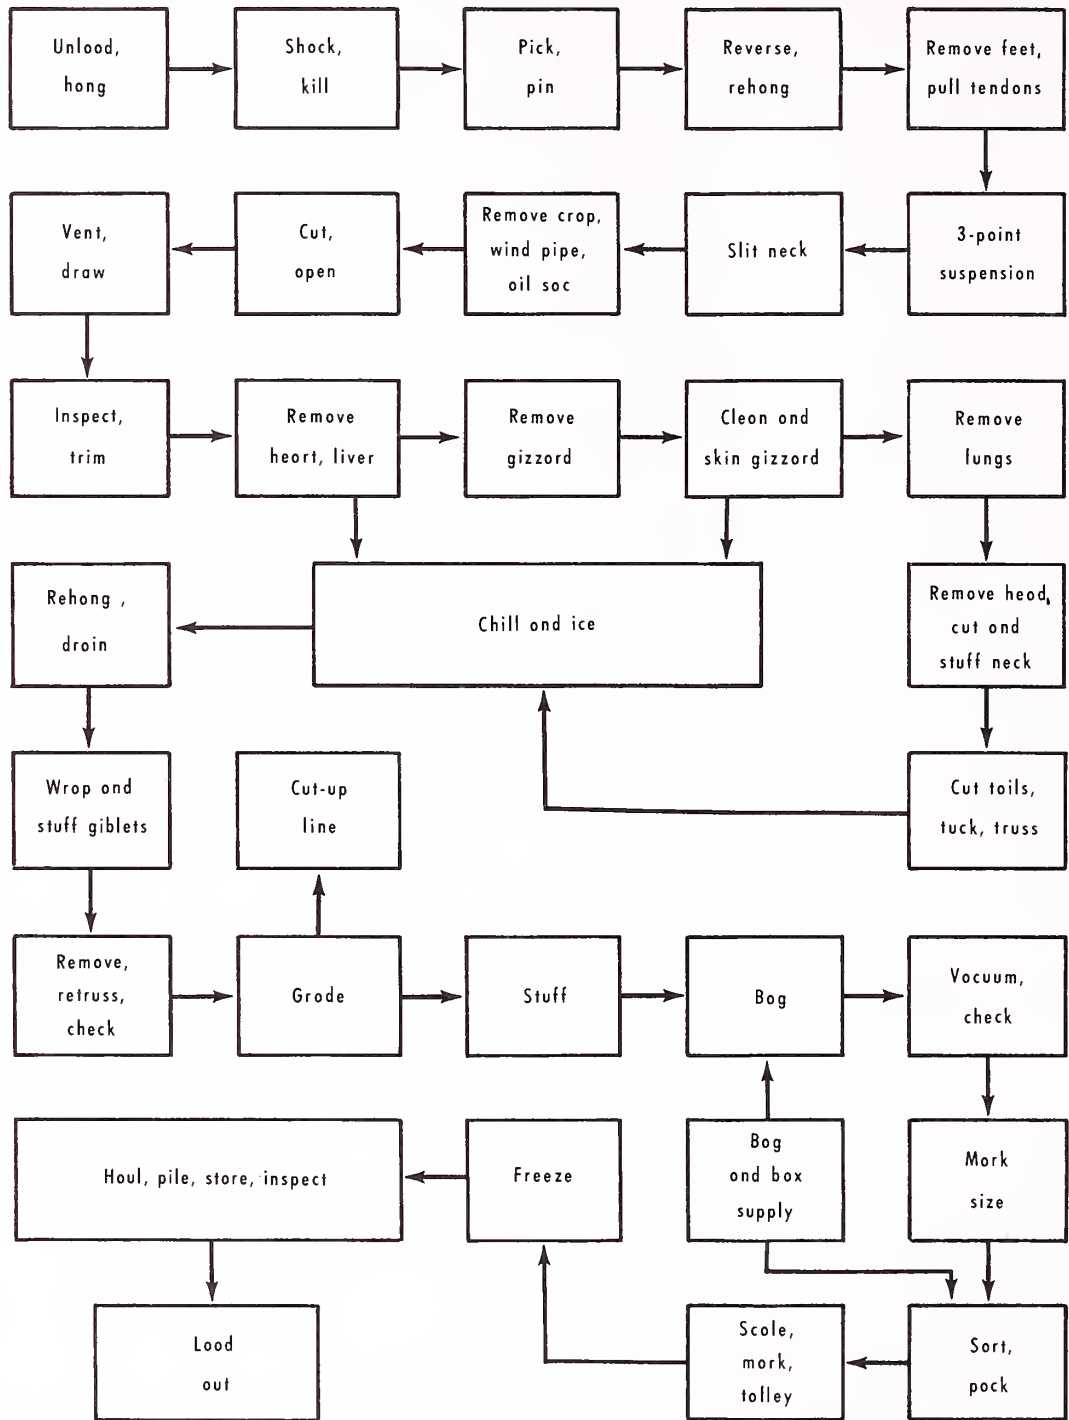 Unlood,
hong
Shock,
kill
Pick,
pin
Reverse,
rehong
Remove feet,
pull tendons
Vent,
draw
Cut,
open
Remove crop,
wind pipe,
oil soc
Slit neck
3-point
suspension
Inspect,
trim
Remove
heort, liver
Remove
gizzord
Cleon ond
skin gizzord
Remove
lungs
Rehong ,
droin
Chill ond ice
Remove heod,
cut ond
stuff neck
Wrop ond
stuff giblets
Cut-up
line
Cut toils,
tuck, truss
Remove,
retruss,
check
Grode
Stuff
Bog
Vocuum,
check
Houl, pile, store, inspect
Freeze
Bog
ond box
supply
Mork
size
Lood
out
Scole,
mork,
tolley
Sort,
pock